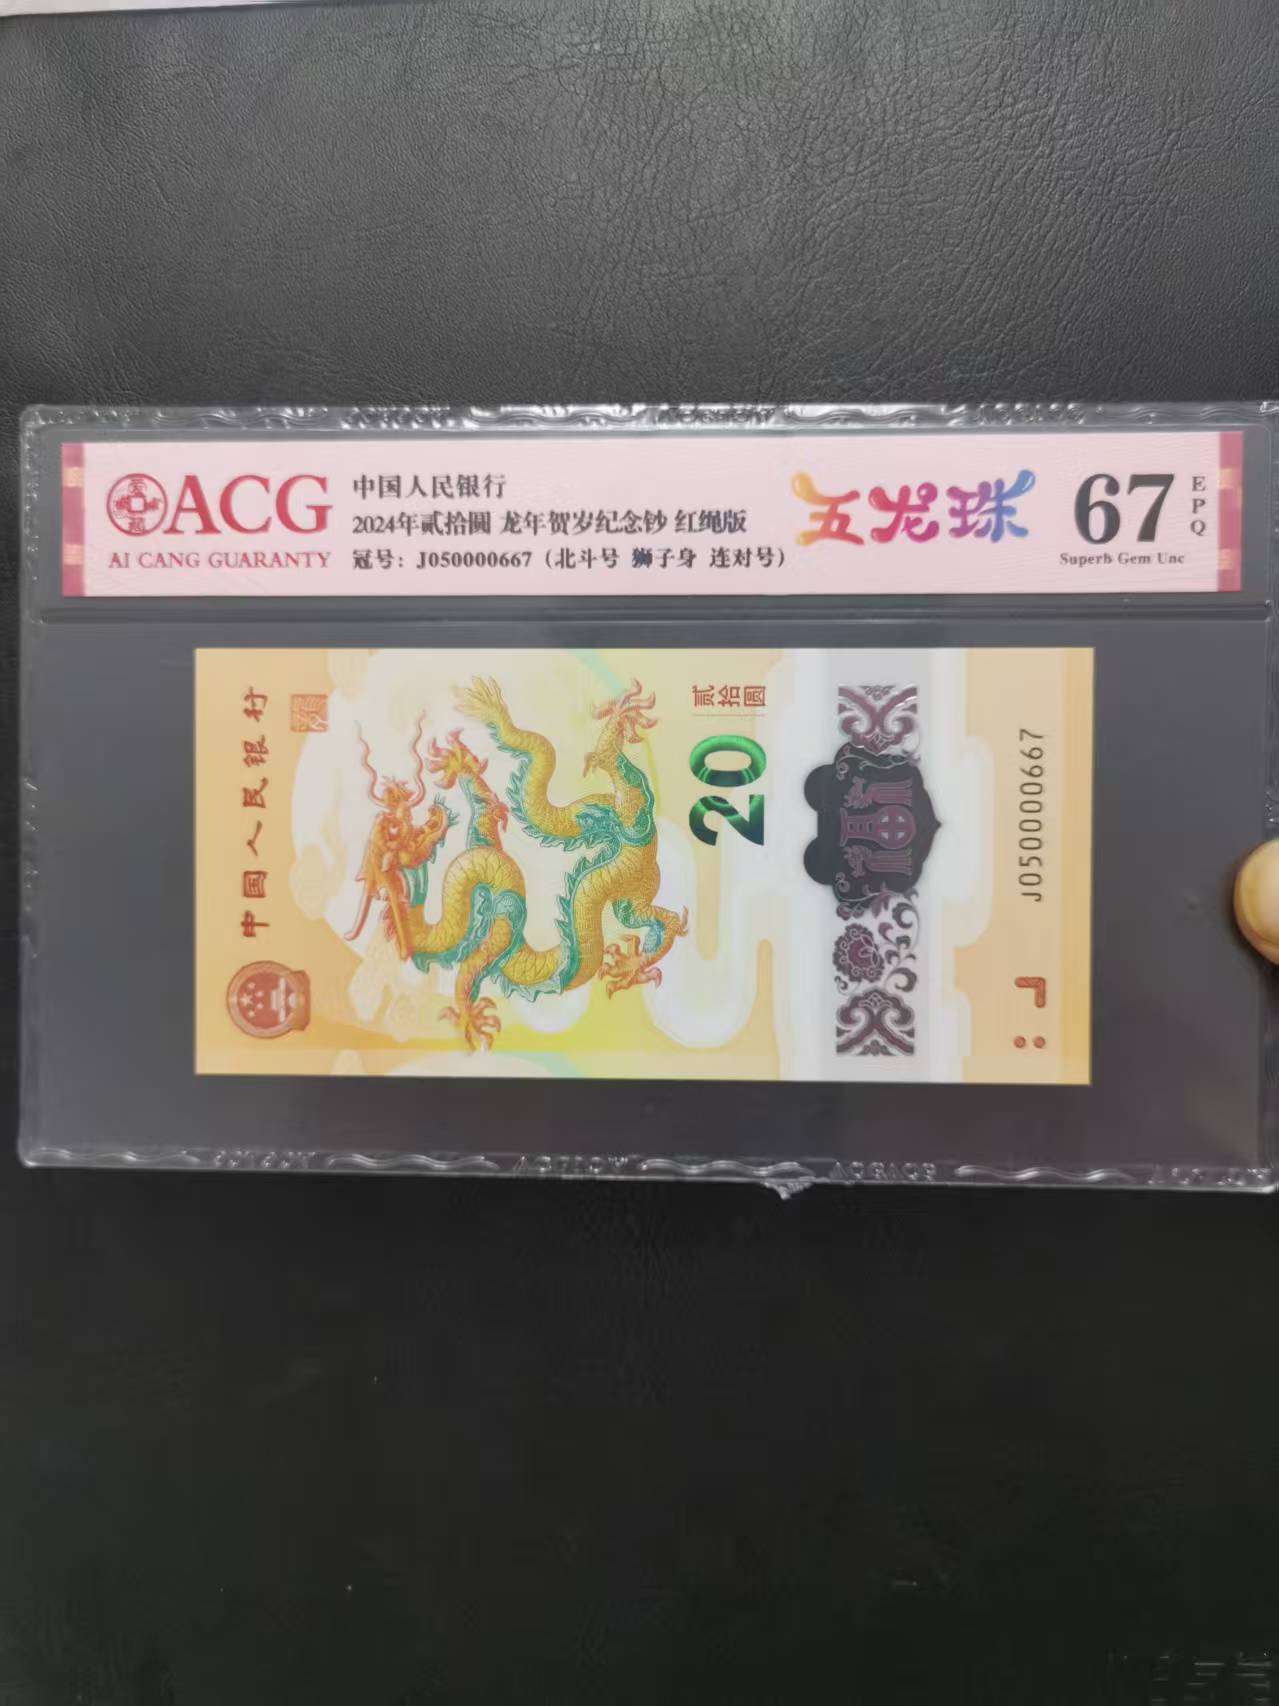 ACG
AI CANG GUARANTY
中国人民银行
2024年贰拾圆 龙年贺岁纪念钞 红绳版
冠号：J050000667（北斗号 狮子身 连对号）
五龙珠
67
EPQ
Superb Gem Unc
中国人民银行
贰拾圆
20
J050000667